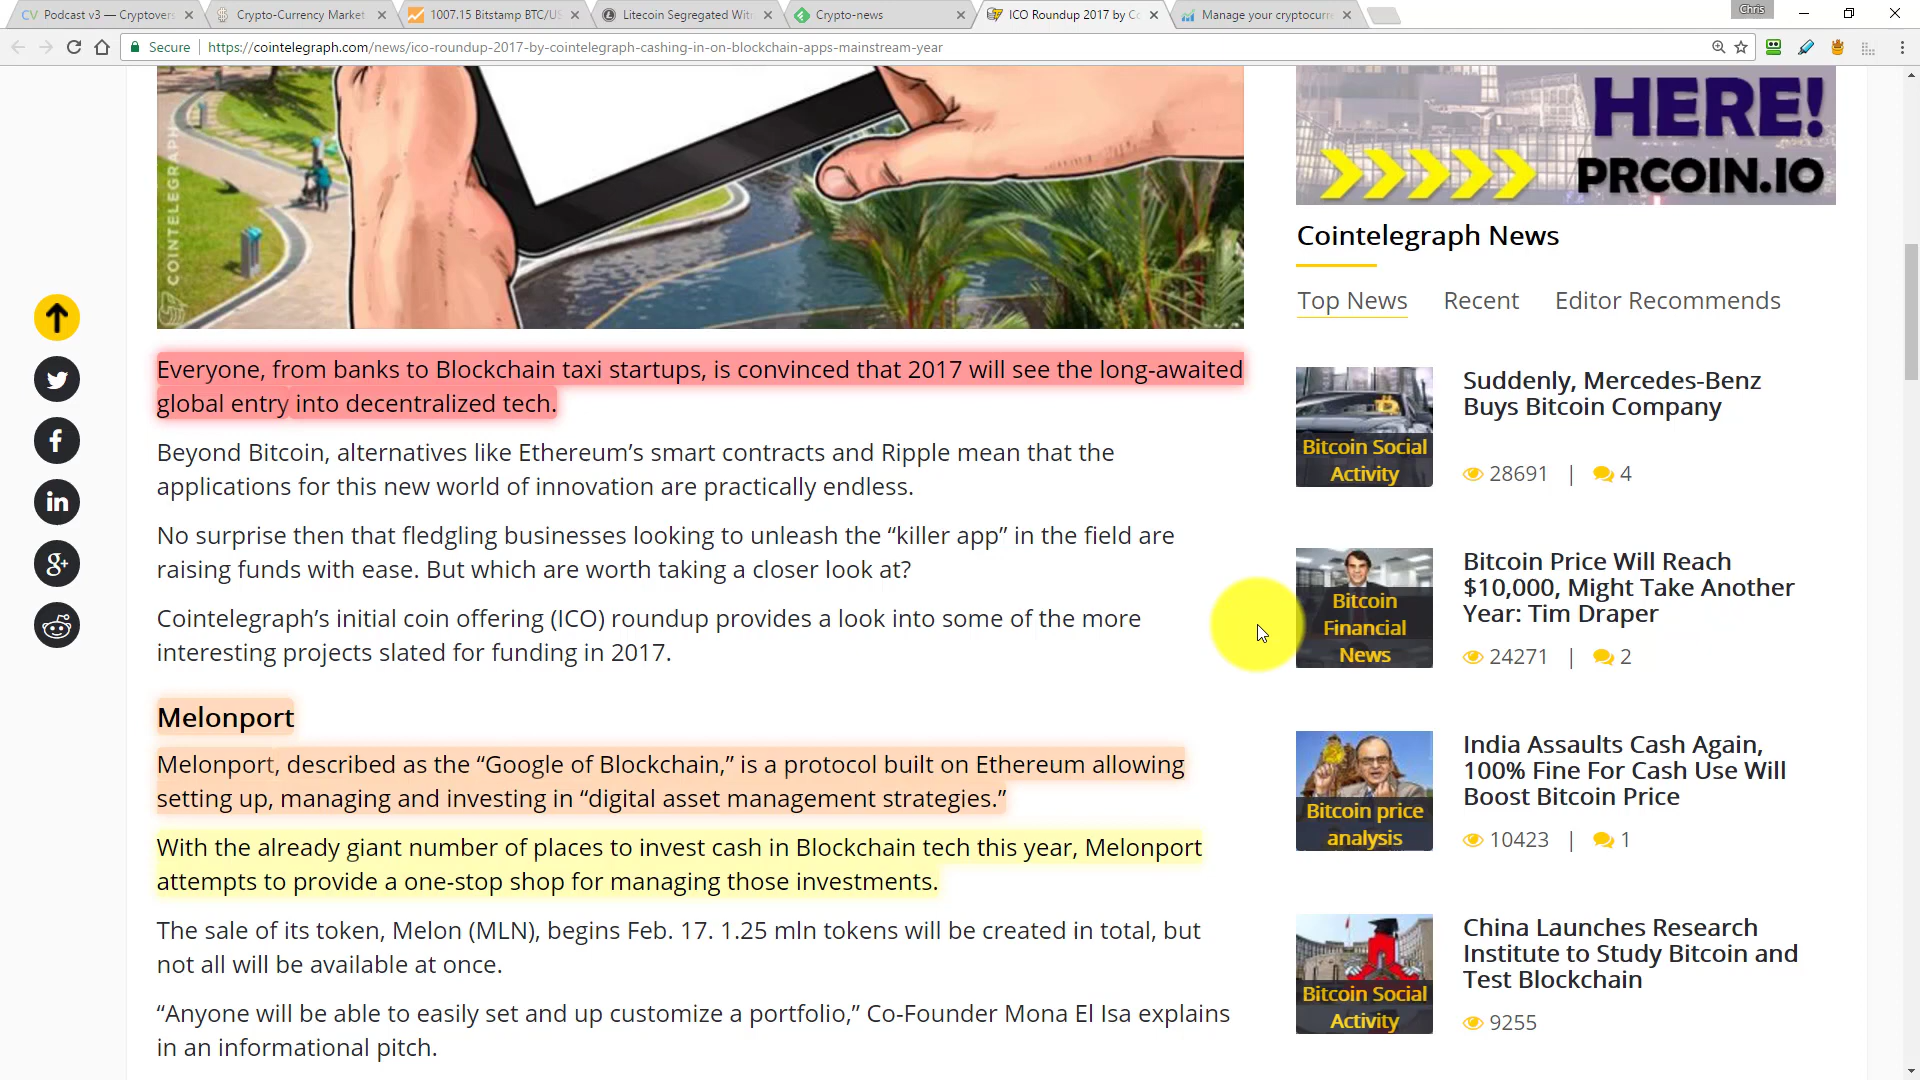 CV Podcast v3 — Cryptovers
Crypto-Currency Market
1007.15 Bitstamp BTC/US
Litecoin Segregated Wit
Crypto-news
ICO Roundup 2017 by Co
Manage your cryptocurr
Chris
Secure
https://cointelegraph.com/news/ico-roundup-2017-by-cointelegraph-cashing-in-on-blockchain-apps-mainstream-year
COINTELEGRAPH
HERE!
PRCOIN.IO
Everyone, from banks to Blockchain taxi startups, is convinced that 2017 will see the long-awaited
global entry into decentralized tech.
Beyond Bitcoin, alternatives like Ethereum’s smart contracts and Ripple mean that the
applications for this new world of innovation are practically endless.
No surprise then that fledgling businesses looking to unleash the “killer app” in the field are
raising funds with ease. But which are worth taking a closer look at?
Cointelegraph’s initial coin offering (ICO) roundup provides a look into some of the more
interesting projects slated for funding in 2017.
Melonport
Melonport, described as the “Google of Blockchain,” is a protocol built on Ethereum allowing
setting up, managing and investing in “digital asset management strategies.”
With the already giant number of places to invest cash in Blockchain tech this year, Melonport
attempts to provide a one-stop shop for managing those investments.
The sale of its token, Melon (MLN), begins Feb. 17. 1.25 mln tokens will be created in total, but
not all will be available at once.
“Anyone will be able to easily set and up customize a portfolio,” Co-Founder Mona El Isa explains
in an informational pitch.
Cointelegraph News
Top News Recent Editor Recommends
Bitcoin Social
Activity
Suddenly, Mercedes-Benz
Buys Bitcoin Company
28691 | 4
Bitcoin
Financial
News
Bitcoin Price Will Reach
$10,000, Might Take Another
Year: Tim Draper
24271 | 2
Bitcoin price
analysis
India Assaults Cash Again,
100% Fine For Cash Use Will
Boost Bitcoin Price
10423 | 1
Bitcoin Social
Activity
China Launches Research
Institute to Study Bitcoin and
Test Blockchain
9255